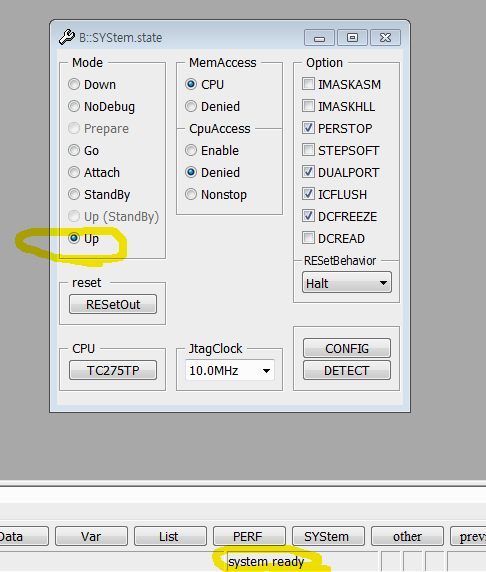 B::SYStem.state
Mode
Down
NoDebug
Prepare
Go
Attach
StandBy
Up (StandBy)
Up
reset
RESetOut
CPU
TC275TP
MemAccess
CPU
Denied
CpuAccess
Enable
Denied
Nonstop
JtagClock
10.0MHz
Option
IMASKASM
IMASKHLL
PERSTOP
STEPSOFT
DUALPORT
ICFLUSH
DCFREEZE
DCREAD
RESetBehavior
Halt
CONFIG
DETECT
Data Var List PERF SYStem other prev
system ready